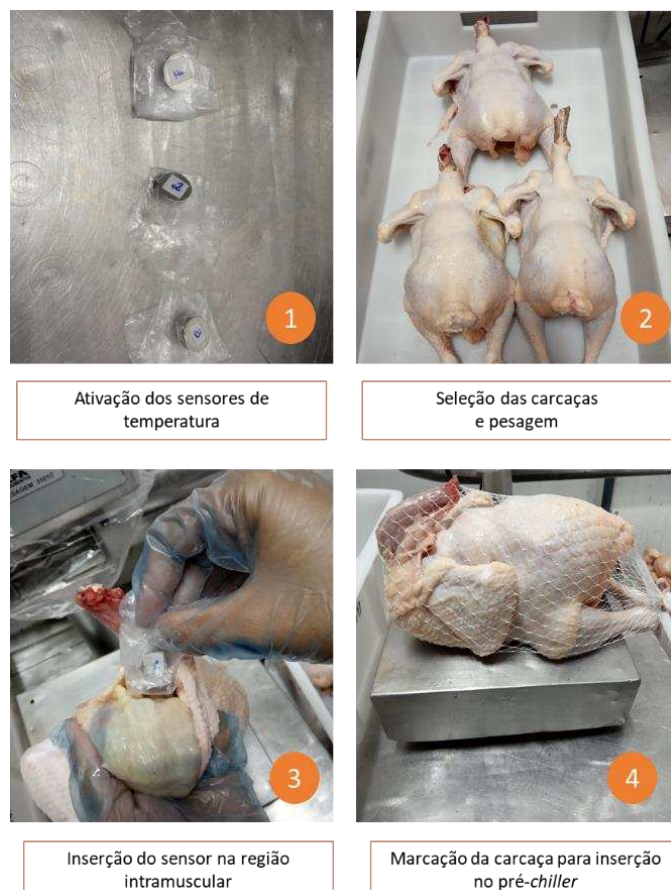 1
2
Ativação dos sensores de
temperatura
Seleção das carcaças
e pesagem
3
4
Inserção do sensor na região
intramuscular
Marcação da carcaça para inserção
no pré-chiller